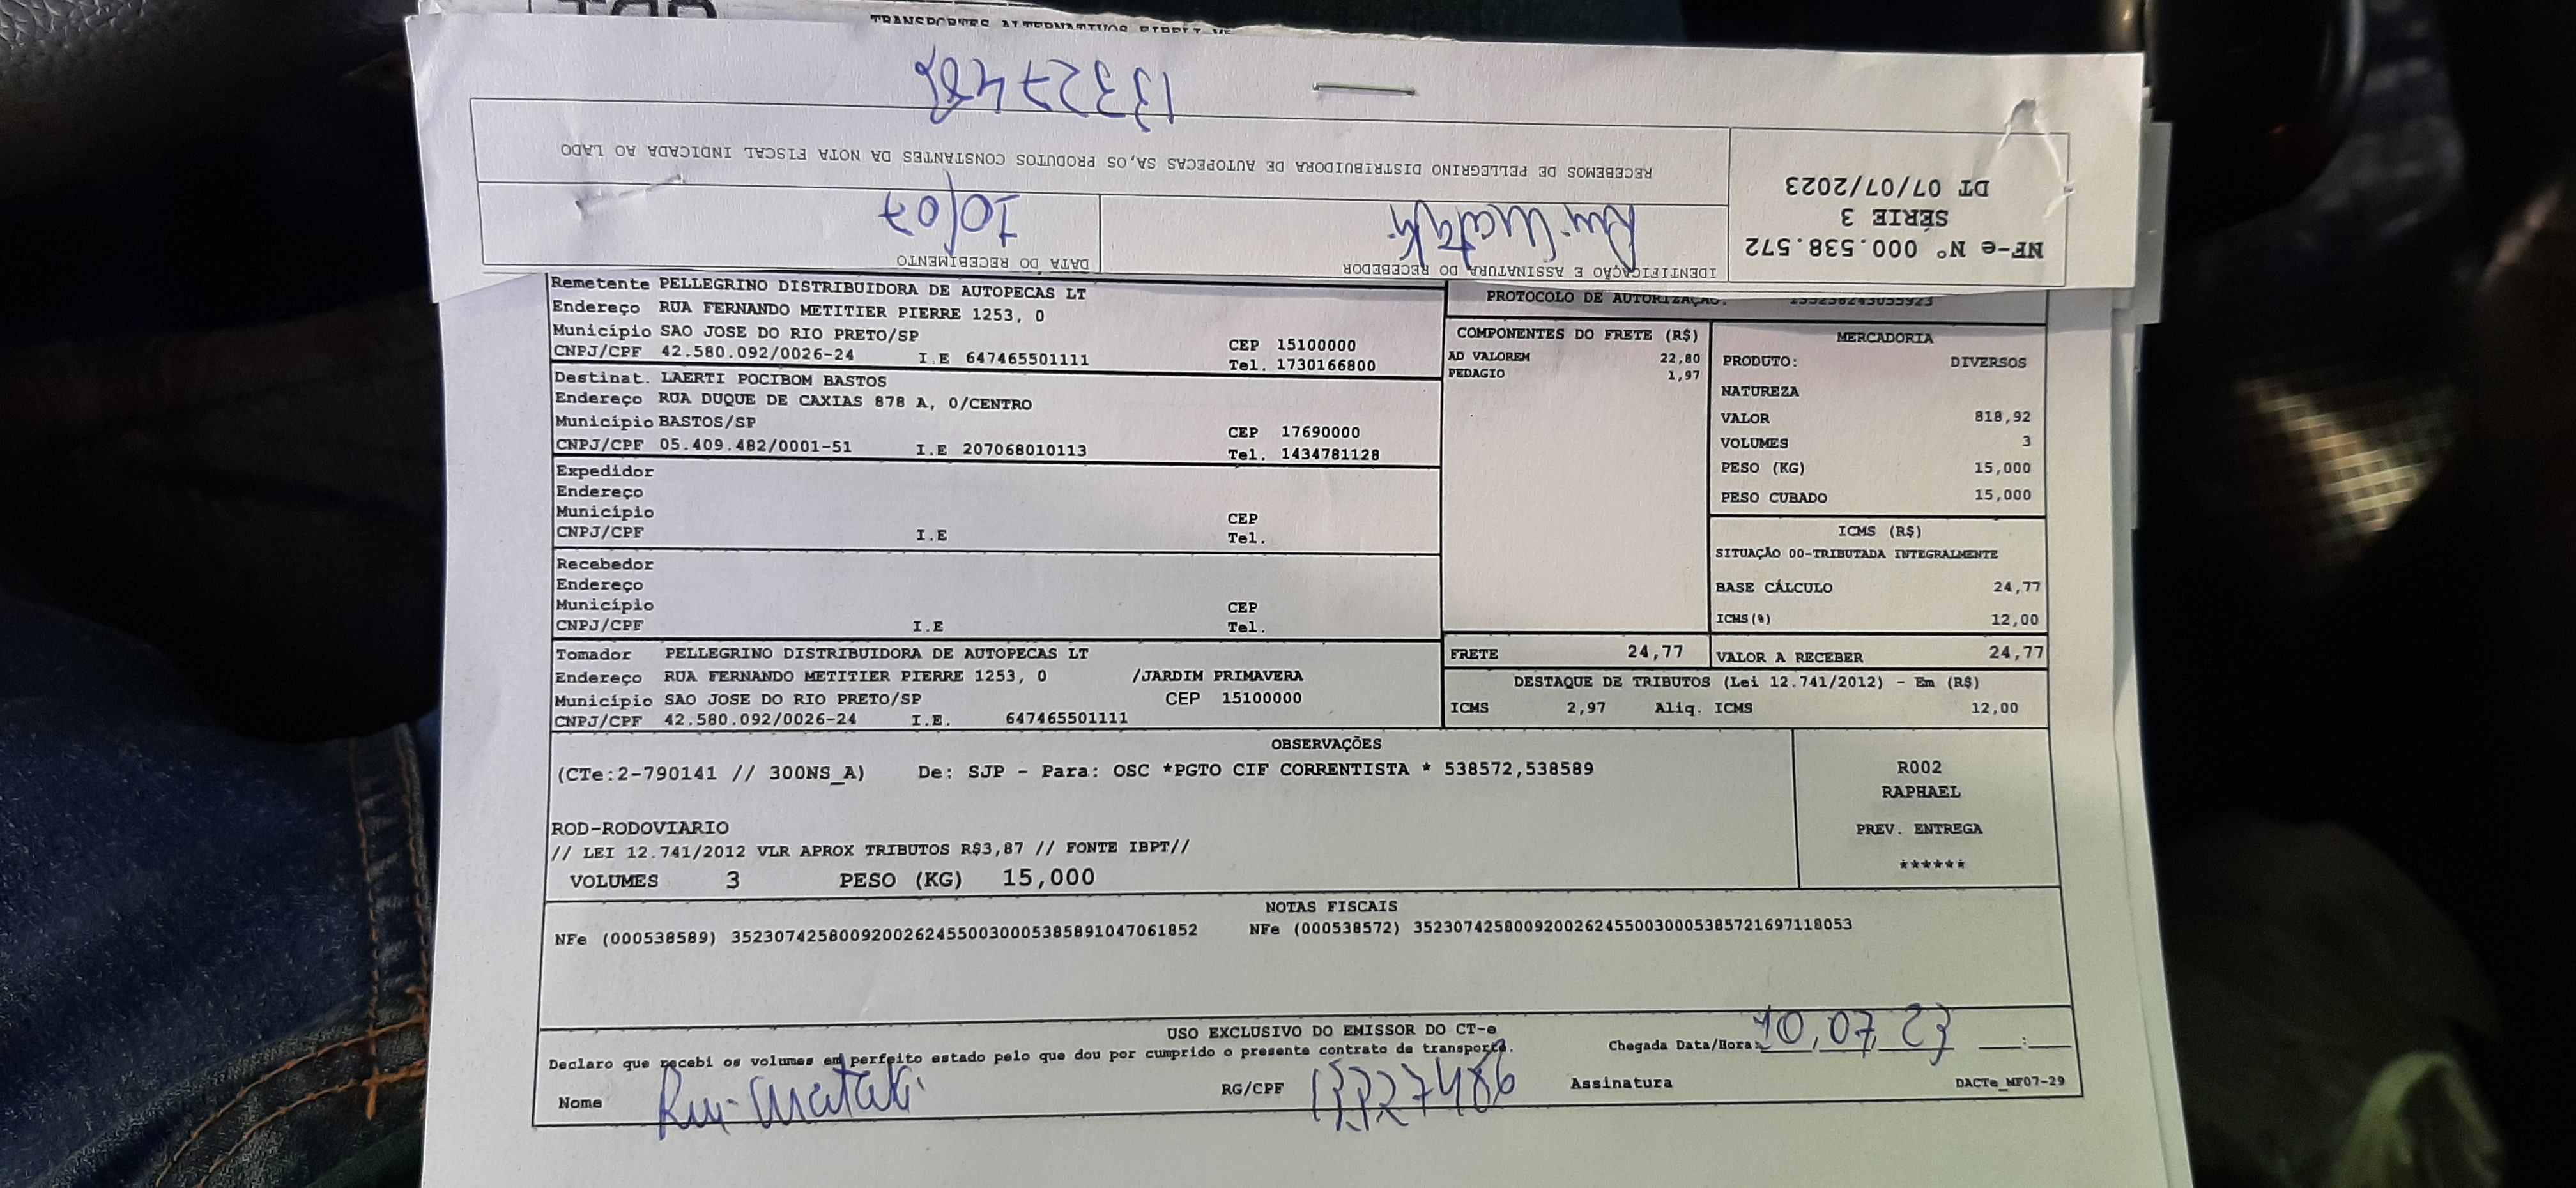 TRANSPORTES ALTERNATIVOS EIRELI ME
RECEBEMOS DE PELLEGRINO DISTRIBUIDORA DE AUTOPECAS SA, OS PRODUTOS CONSTANTES DA NOTA FISCAL INDICADA AO LADO
NF-e Nº 000.538.572
SÉRIE 3
DT 07/07/2023
DATA DO RECEBIMENTO
10/07
IDENTIFICAÇÃO E ASSINATURA DO RECEBEDOR
Remetente PELLEGRINO DISTRIBUIDORA DE AUTOPECAS LT
Endereço RUA FERNANDO METITIER PIERRE 1253, 0
Município SAO JOSE DO RIO PRETO/SP
CEP 15100000
CNPJ/CPF 42.580.092/0026-24 I.E 647465501111
Tel. 1730166800
Destinat. LAERTI POCIBOM BASTOS
Endereço RUA DUQUE DE CAXIAS 878 A, 0/CENTRO
Município BASTOS/SP
CEP 17690000
CNPJ/CPF 05.409.482/0001-51 I.E 207068010113
Tel. 1434781128
Expedidor
Endereço
Município
CEP
CNPJ/CPF I.E
Tel.
Recebedor
Endereço
Município
CEP
CNPJ/CPF I.E
Tel.
Tomador PELLEGRINO DISTRIBUIDORA DE AUTOPECAS LT
Endereço RUA FERNANDO METITIER PIERRE 1253, 0 /JARDIM PRIMAVERA
Município SAO JOSE DO RIO PRETO/SP CEP 15100000
CNPJ/CPF 42.580.092/0026-24 I.E. 647465501111
PROTOCOLO DE AUTORIZAÇAO:
COMPONENTES DO FRETE (R$)
AD VALOREM 22,80
PEDAGIO 1,97
MERCADORIA
PRODUTO: DIVERSOS
NATUREZA
VALOR 818,92
VOLUMES 3
PESO (KG) 15,000
PESO CUBADO 15,000
ICMS (R$)
SITUAÇÃO 00-TRIBUTADA INTEGRALMENTE
BASE CÁLCULO 24,77
ICMS(%) 12,00
FRETE 24,77
VALOR A RECEBER 24,77
DESTAQUE DE TRIBUTOS (Lei 12.741/2012) - Em (R$)
ICMS 2,97 Aliq. ICMS 12,00
OBSERVAÇÕES
(CTe:2-790141 // 300NS_A) De: SJP - Para: OSC *PGTO CIF CORRENTISTA * 538572,538589
ROD-RODOVIARIO
// LEI 12.741/2012 VLR APROX TRIBUTOS R$3,87 // FONTE IBPT//
VOLUMES 3 PESO (KG) 15,000
R002
RAPHAEL
PREV. ENTREGA
******
NOTAS FISCAIS
NFe (000538589) 35230742580092002624550030005385891047061852 NFe (000538572) 35230742580092002624550030005385721697118053
USO EXCLUSIVO DO EMISSOR DO CT-e
Declaro que recebi os volumes em perfeito estado pelo que dou por cumprido o presente contrato de transporte.
Chegada Data/Hora: 10,07,23 __:__
Nome
RG/CPF 13327486
Assinatura
DACTe_MF07-29